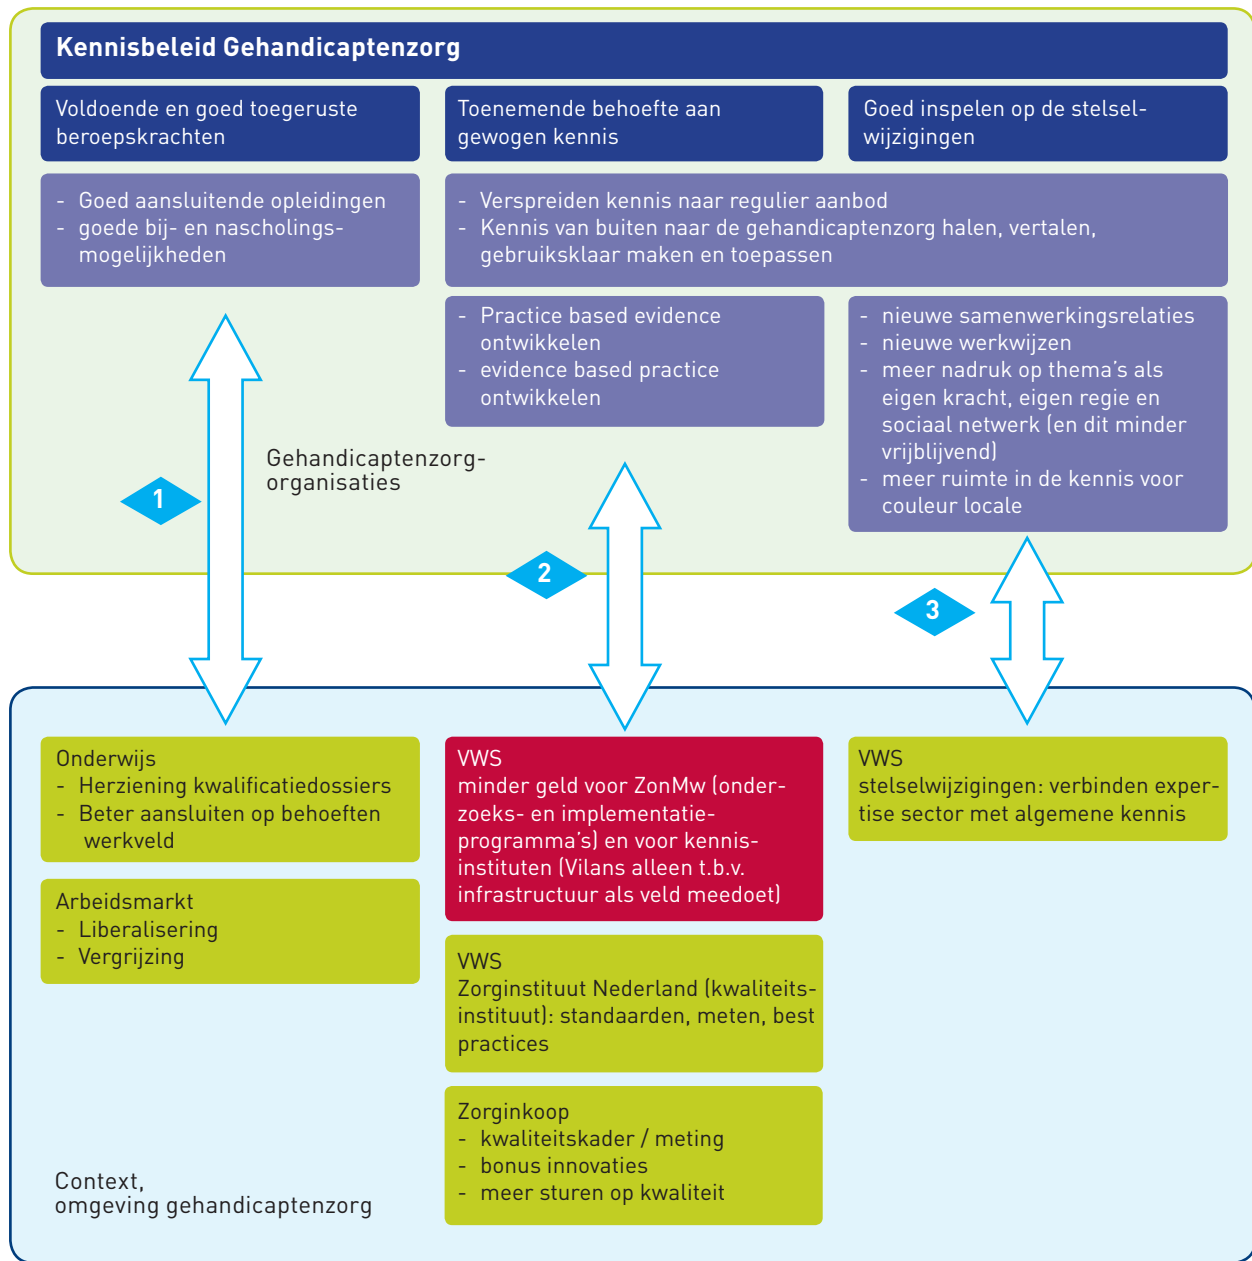 Kennisbeleid Gehandicaptenzorg
Voldoende en goed toegeruste
beroepskrachten
Toenemende behoefte aan
gewogen kennis
Goed inspelen op de stelsel-
wijzigingen
- Goed aansluitende opleidingen
- goede bij- en nascholings-
mogelijkheden
- Verspreiden kennis naar regulier aanbod
- Kennis van buiten naar de gehandicaptenzorg halen, vertalen,
gebruiksklaar maken en toepassen
- Practice based evidence
ontwikkelen
- evidence based practice
ontwikkelen
- nieuwe samenwerkingsrelaties
- nieuwe werkwijzen
- meer nadruk op thema's als
eigen kracht, eigen regie en
sociaal netwerk (en dit minder
vrijblijvend)
- meer ruimte in de kennis voor
couleur locale
Gehandicaptenzorg-
organisaties
1
2
3
Onderwijs
- Herziening kwalificatiedossiers
- Beter aansluiten op behoeften
werkveld
Arbeidsmarkt
- Liberalisering
- Vergrijzing
VWS
minder geld voor ZonMw (onder-
zoeks- en implementatie-
programma's) en voor kennis-
instituten (Vilans alleen t.b.v.
infrastructuur als veld meedoet)
VWS
Zorginstituut Nederland (kwaliteits-
instituut): standaarden, meten, best
practices
Zorginkoop
- kwaliteitskader / meting
- bonus innovaties
- meer sturen op kwaliteit
VWS
stelselwijzigingen: verbinden exper-
tise sector met algemene kennis
Context,
omgeving gehandicaptenzorg